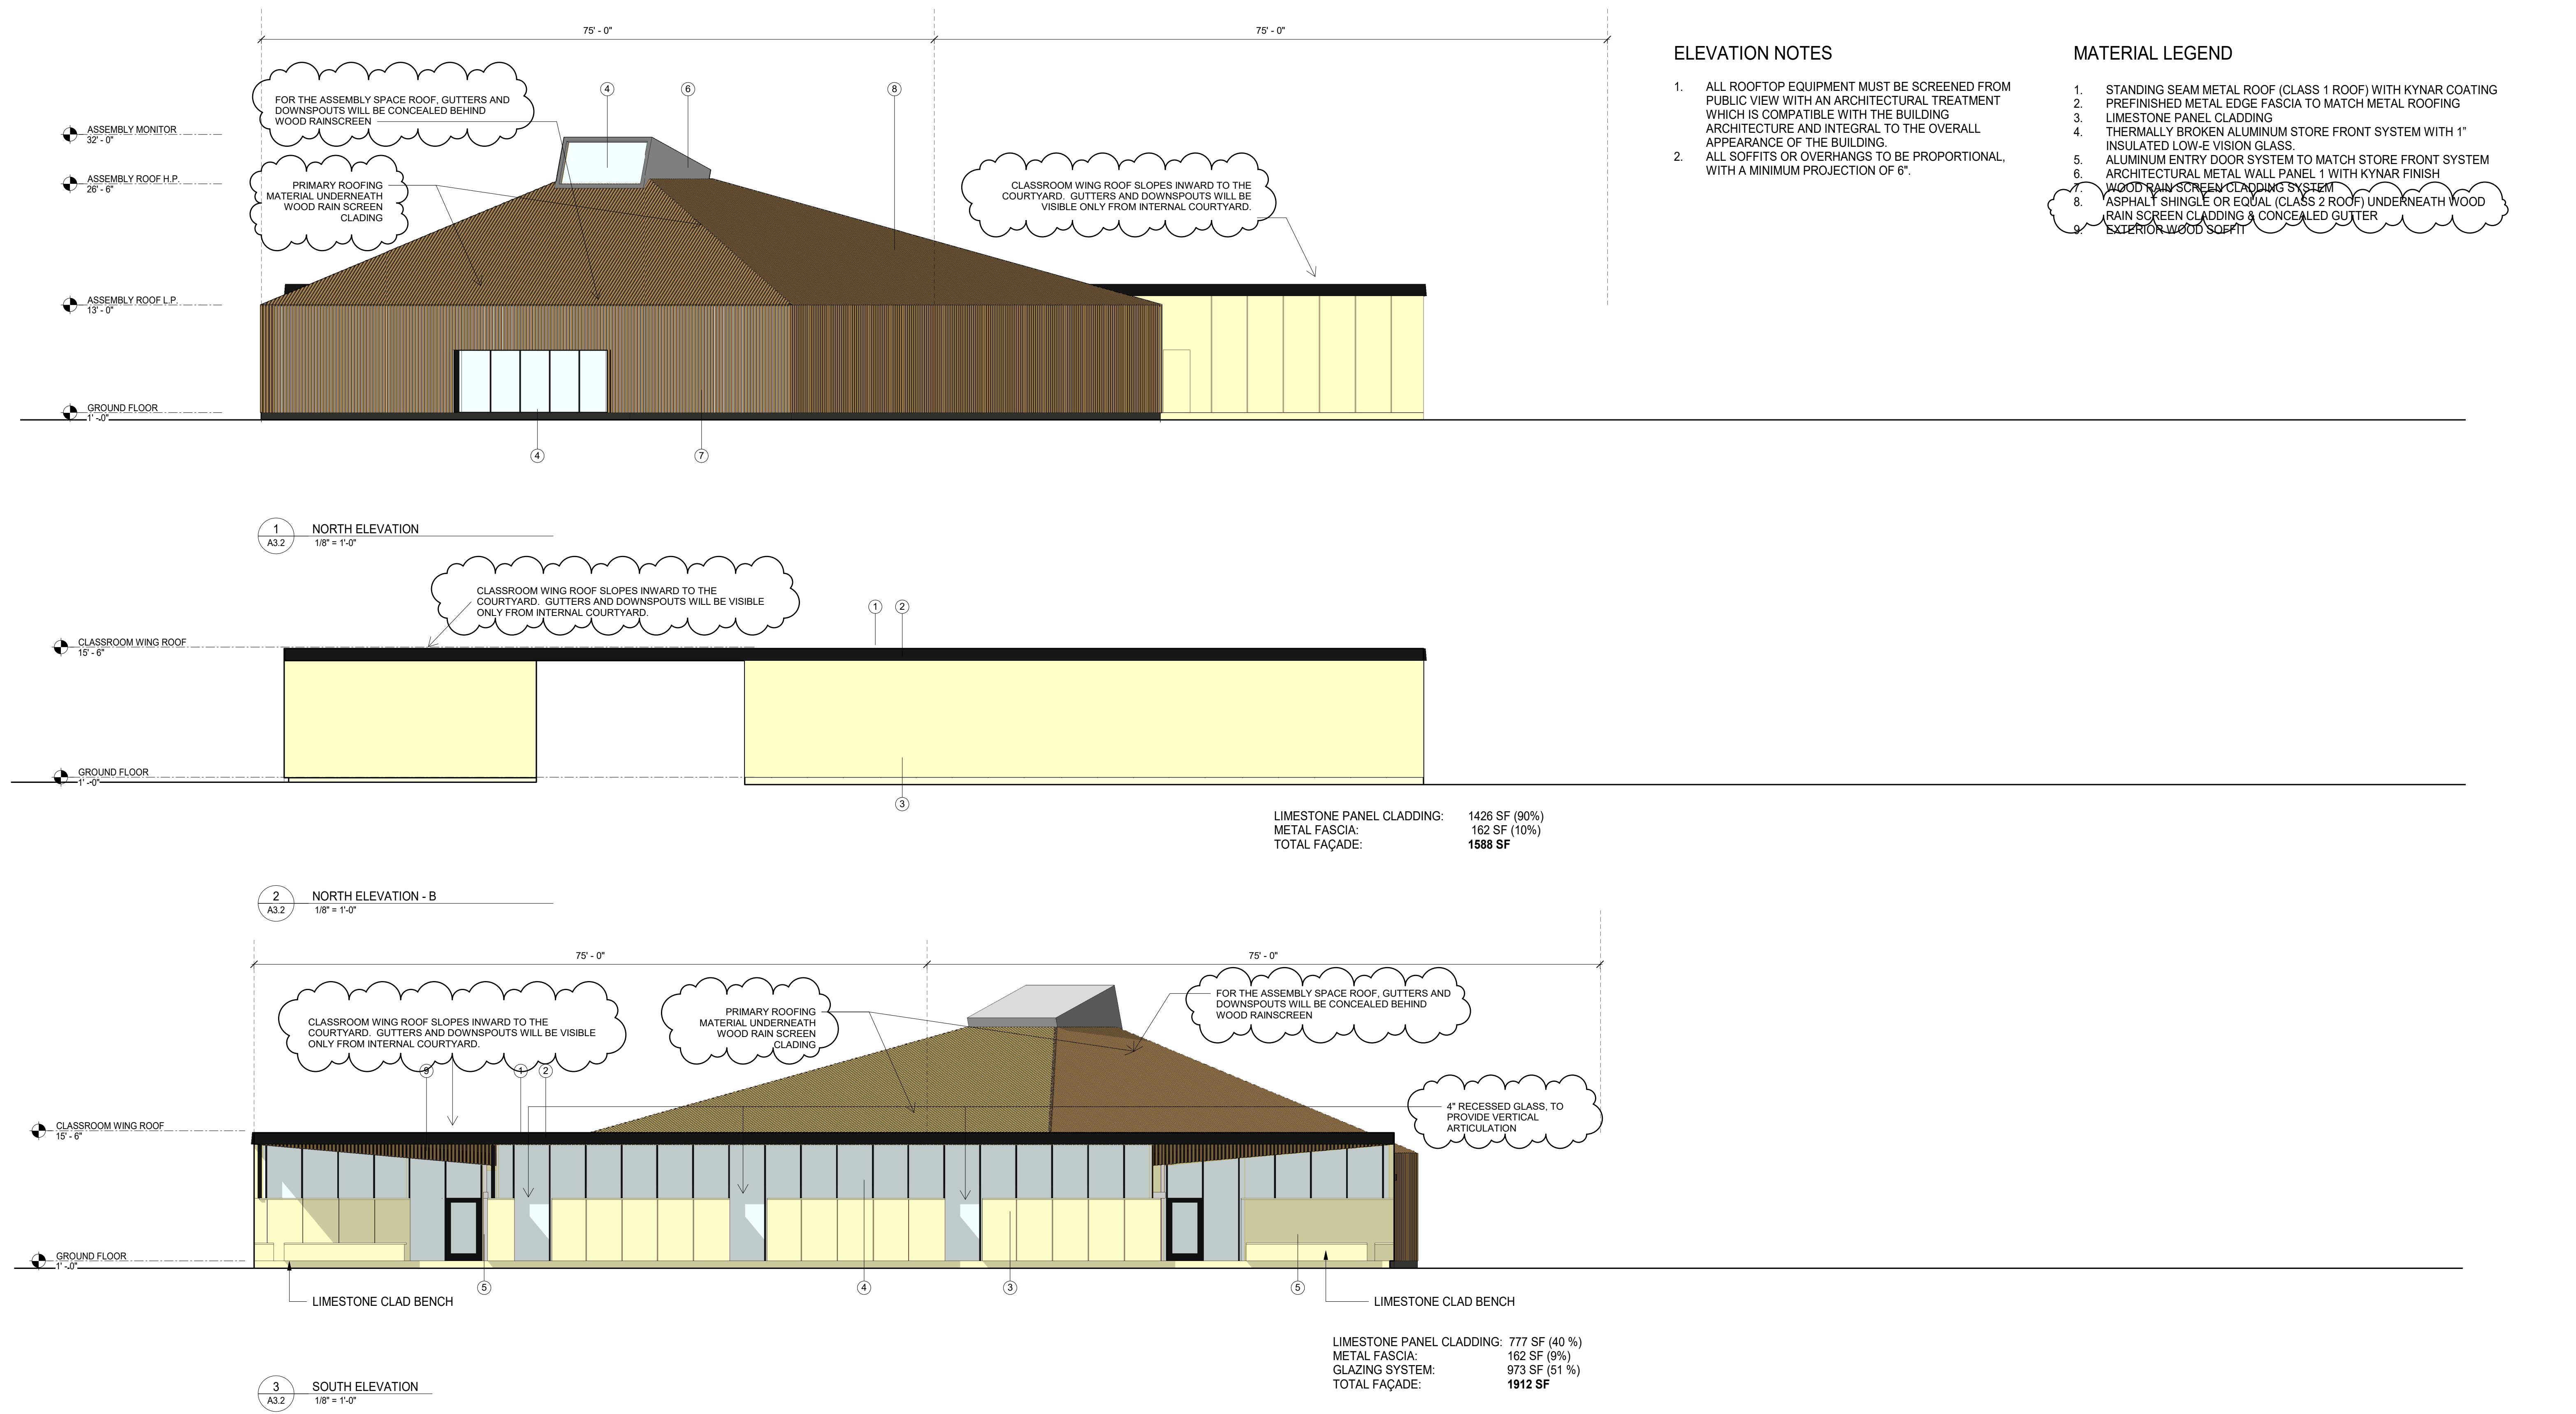 75' - 0"
75' - 0"
ELEVATION NOTES
1. ALL ROOFTOP EQUIPMENT MUST BE SCREENED FROM
PUBLIC VIEW WITH AN ARCHITECTURAL TREATMENT
WHICH IS COMPATIBLE WITH THE BUILDING
ARCHITECTURE AND INTEGRAL TO THE OVERALL
APPEARANCE OF THE BUILDING.
2. ALL SOFFITS OR OVERHANGS TO BE PROPORTIONAL,
WITH A MINIMUM PROJECTION OF 6".
MATERIAL LEGEND
1. STANDING SEAM METAL ROOF (CLASS 1 ROOF) WITH KYNAR COATING
2. PREFINISHED METAL EDGE FASCIA TO MATCH METAL ROOFING
3. LIMESTONE PANEL CLADDING
4. THERMALLY BROKEN ALUMINUM STORE FRONT SYSTEM WITH 1"
INSULATED LOW-E VISION GLASS.
5. ALUMINUM ENTRY DOOR SYSTEM TO MATCH STORE FRONT SYSTEM
6. ARCHITECTURAL METAL WALL PANEL 1 WITH KYNAR FINISH
7. WOOD RAIN SCREEN CLADDING SYSTEM
8. ASPHALT SHINGLE OR EQUAL (CLASS 2 ROOF) UNDERNEATH WOOD
RAIN SCREEN CLADDING & CONCEALED GUTTER
9. EXTERIOR WOOD SOFFIT
FOR THE ASSEMBLY SPACE ROOF, GUTTERS AND
DOWNSPOUTS WILL BE CONCEALED BEHIND
WOOD RAINSCREEN
4
6
8
ASSEMBLY MONITOR
32' - 0"
ASSEMBLY ROOF H.P.
26' - 6"
PRIMARY ROOFING
MATERIAL UNDERNEATH
WOOD RAIN SCREEN
CLADING
CLASSROOM WING ROOF SLOPES INWARD TO THE
COURTYARD. GUTTERS AND DOWNSPOUTS WILL BE
VISIBLE ONLY FROM INTERNAL COURTYARD.
ASSEMBLY ROOF L.P.
13' - 0"
GROUND FLOOR
1' - 0"
4
7
1
A3.2
NORTH ELEVATION
1/8" = 1'-0"
CLASSROOM WING ROOF SLOPES INWARD TO THE
COURTYARD. GUTTERS AND DOWNSPOUTS WILL BE VISIBLE
ONLY FROM INTERNAL COURTYARD.
1
2
CLASSROOM WING ROOF
15' - 6"
GROUND FLOOR
1' - 0"
3
LIMESTONE PANEL CLADDING: 1426 SF (90%)
METAL FASCIA: 162 SF (10%)
TOTAL FAÇADE: 1588 SF
2
A3.2
NORTH ELEVATION - B
1/8" = 1'-0"
75' - 0"
75' - 0"
CLASSROOM WING ROOF SLOPES INWARD TO THE
COURTYARD. GUTTERS AND DOWNSPOUTS WILL BE VISIBLE
ONLY FROM INTERNAL COURTYARD.
PRIMARY ROOFING
MATERIAL UNDERNEATH
WOOD RAIN SCREEN
CLADING
FOR THE ASSEMBLY SPACE ROOF, GUTTERS AND
DOWNSPOUTS WILL BE CONCEALED BEHIND
WOOD RAINSCREEN
9
1
2
4" RECESSED GLASS, TO
PROVIDE VERTICAL
ARTICULATION
CLASSROOM WING ROOF
15' - 6"
GROUND FLOOR
1' - 0"
5
4
3
5
LIMESTONE CLAD BENCH
LIMESTONE CLAD BENCH
LIMESTONE PANEL CLADDING: 777 SF (40 %)
METAL FASCIA: 162 SF (9%)
GLAZING SYSTEM: 973 SF (51 %)
TOTAL FAÇADE: 1912 SF
3
A3.2
SOUTH ELEVATION
1/8" = 1'-0"